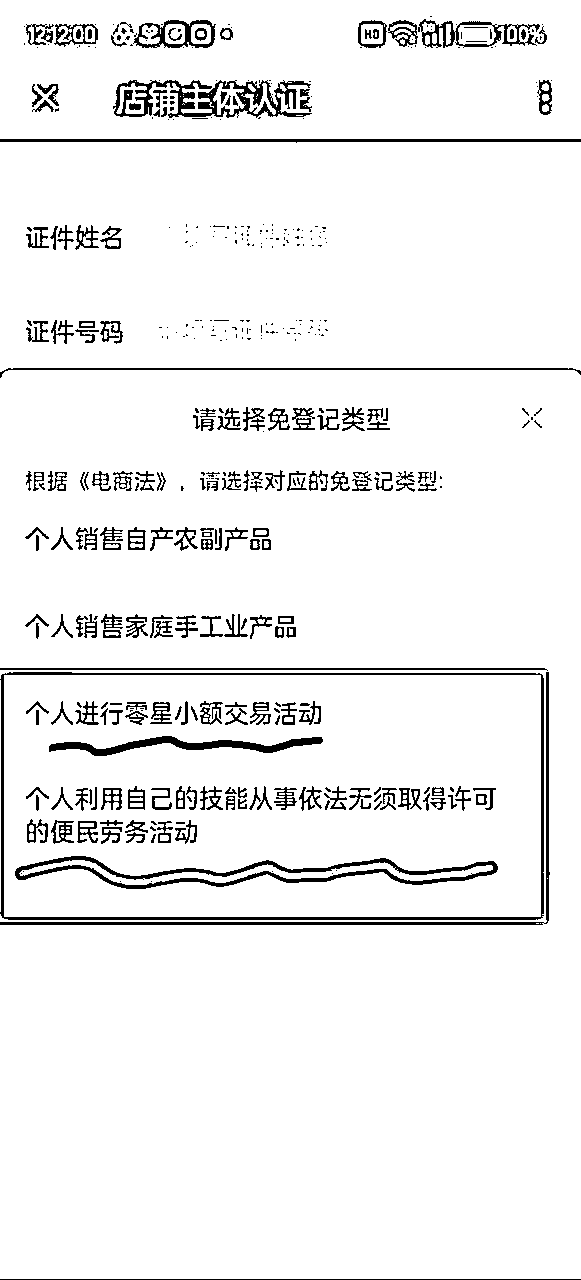 12:12:00
HD
100%
店铺主体认证
证件姓名
证件号码
请选择免登记类型
根据《电商法》，请选择对应的免登记类型:
个人销售自产农副产品
个人销售家庭手工业产品
个人进行零星小额交易活动
个人利用自己的技能从事依法无须取得许可
的便民劳务活动